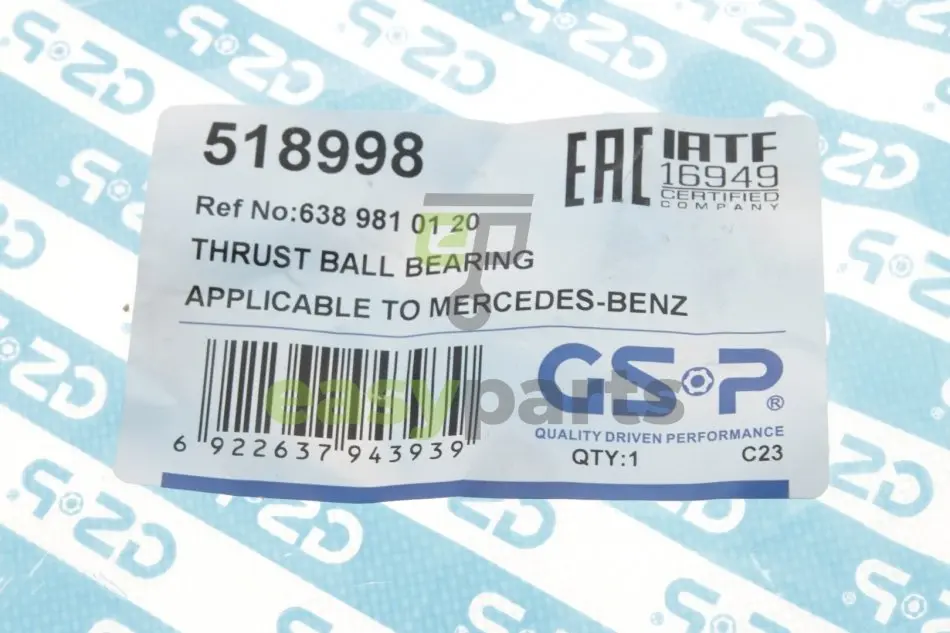 518998
EAC
IATF
16949
CERTIFIED
COMPANY
Ref No:638 981 01 20
THRUST BALL BEARING
APPLICABLE TO MERCEDES-BENZ
6 922637 943939
GSP®
QUALITY DRIVEN PERFORMANCE
QTY:1 C23
easyparts